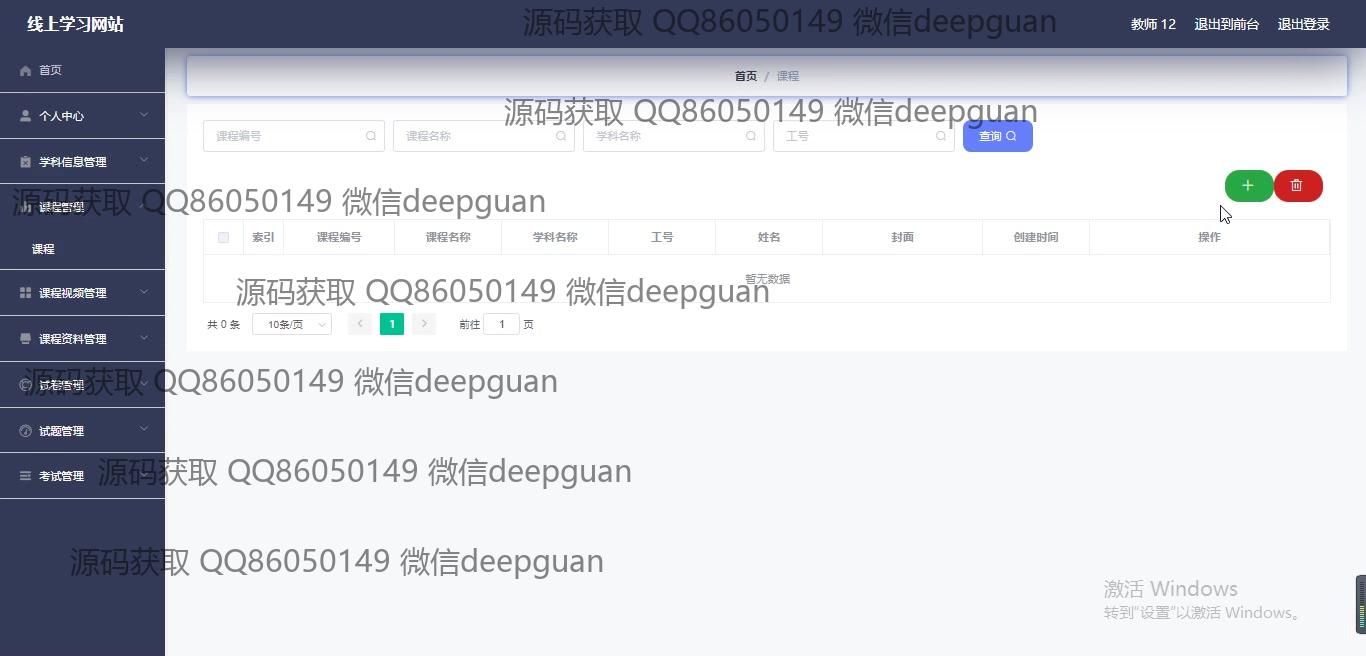 线上学习网站
源码获取 QQ86050149 微信deepguan
教师 12 退出到前台 退出登录
首页
个人中心
学科信息管理
课程管理
课程
课程视频管理
课程资料管理
试卷管理
试题管理
考试管理
首页 / 课程
源码获取 QQ86050149 微信deepguan
课程编号 课程名称 学科名称 工号 查询
源码获取 QQ86050149 微信deepguan
索引 课程编号 课程名称 学科名称 工号 姓名 封面 创建时间 操作
暂无数据
源码获取 QQ86050149 微信deepguan
共 0 条 10条/页 1 前往 1 页
源码获取 QQ86050149 微信deepguan
源码获取 QQ86050149 微信deepguan
源码获取 QQ86050149 微信deepguan
激活 Windows
转到"设置"以激活 Windows。